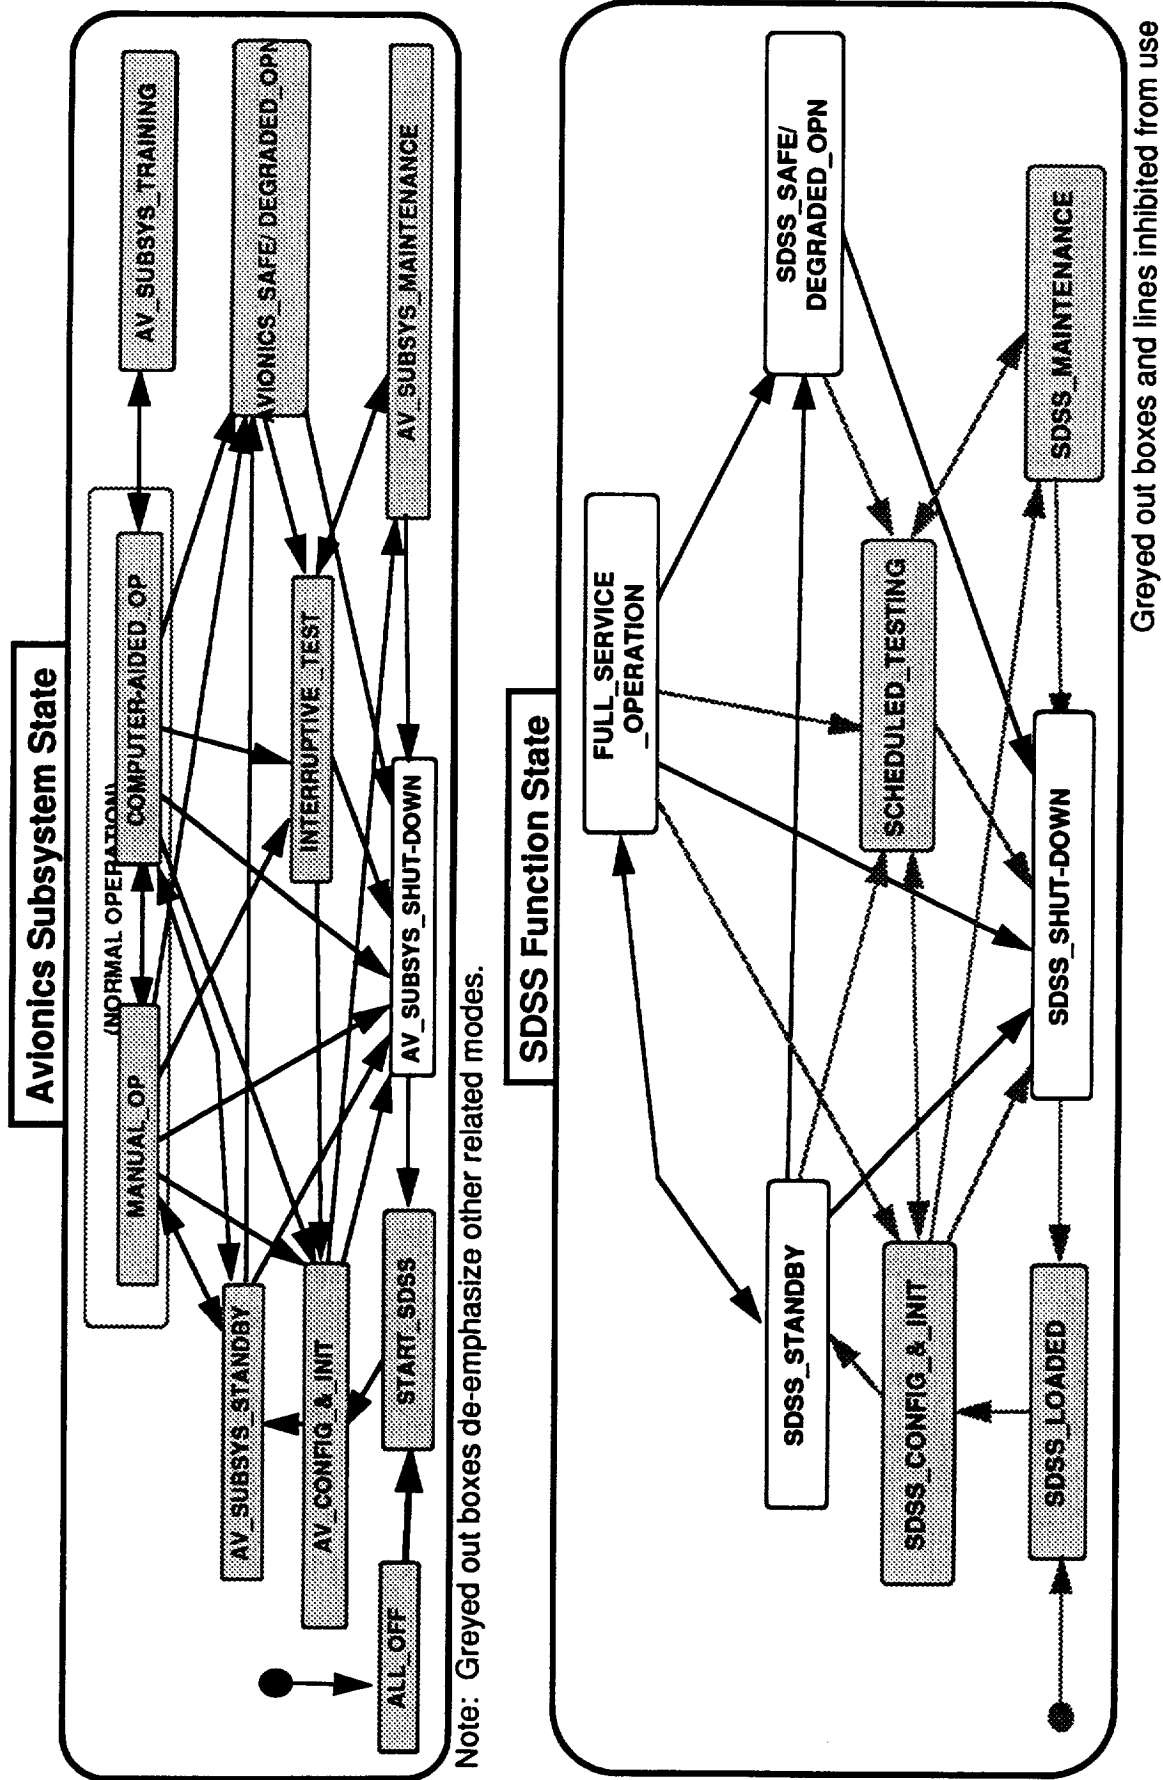 Avionics Subsystem State
(NORMAL OPERATION)
MANUAL_OP
COMPUTER-AIDED_OP
AV_SUBSYS_TRAINING
AV_SUBSYS_STANDBY
AVIONICS_SAFE/ DEGRADED_OPN
AV_CONFIG_&_INIT
INTERRUPTIVE_TEST
ALL_OFF
START_SDSS
AV_SUBSYS_SHUT-DOWN
AV_SUBSYS_MAINTENANCE
Note: Greyed out boxes de-emphasize other related modes.
SDSS Function State
FULL_SERVICE
_OPERATION
SDSS_STANDBY
SDSS_SAFE/
DEGRADED_OPN
SDSS_CONFIG_&_INIT
SCHEDULED_TESTING
SDSS_LOADED
SDSS_SHUT-DOWN
SDSS_MAINTENANCE
Greyed out boxes and lines inhibited from use